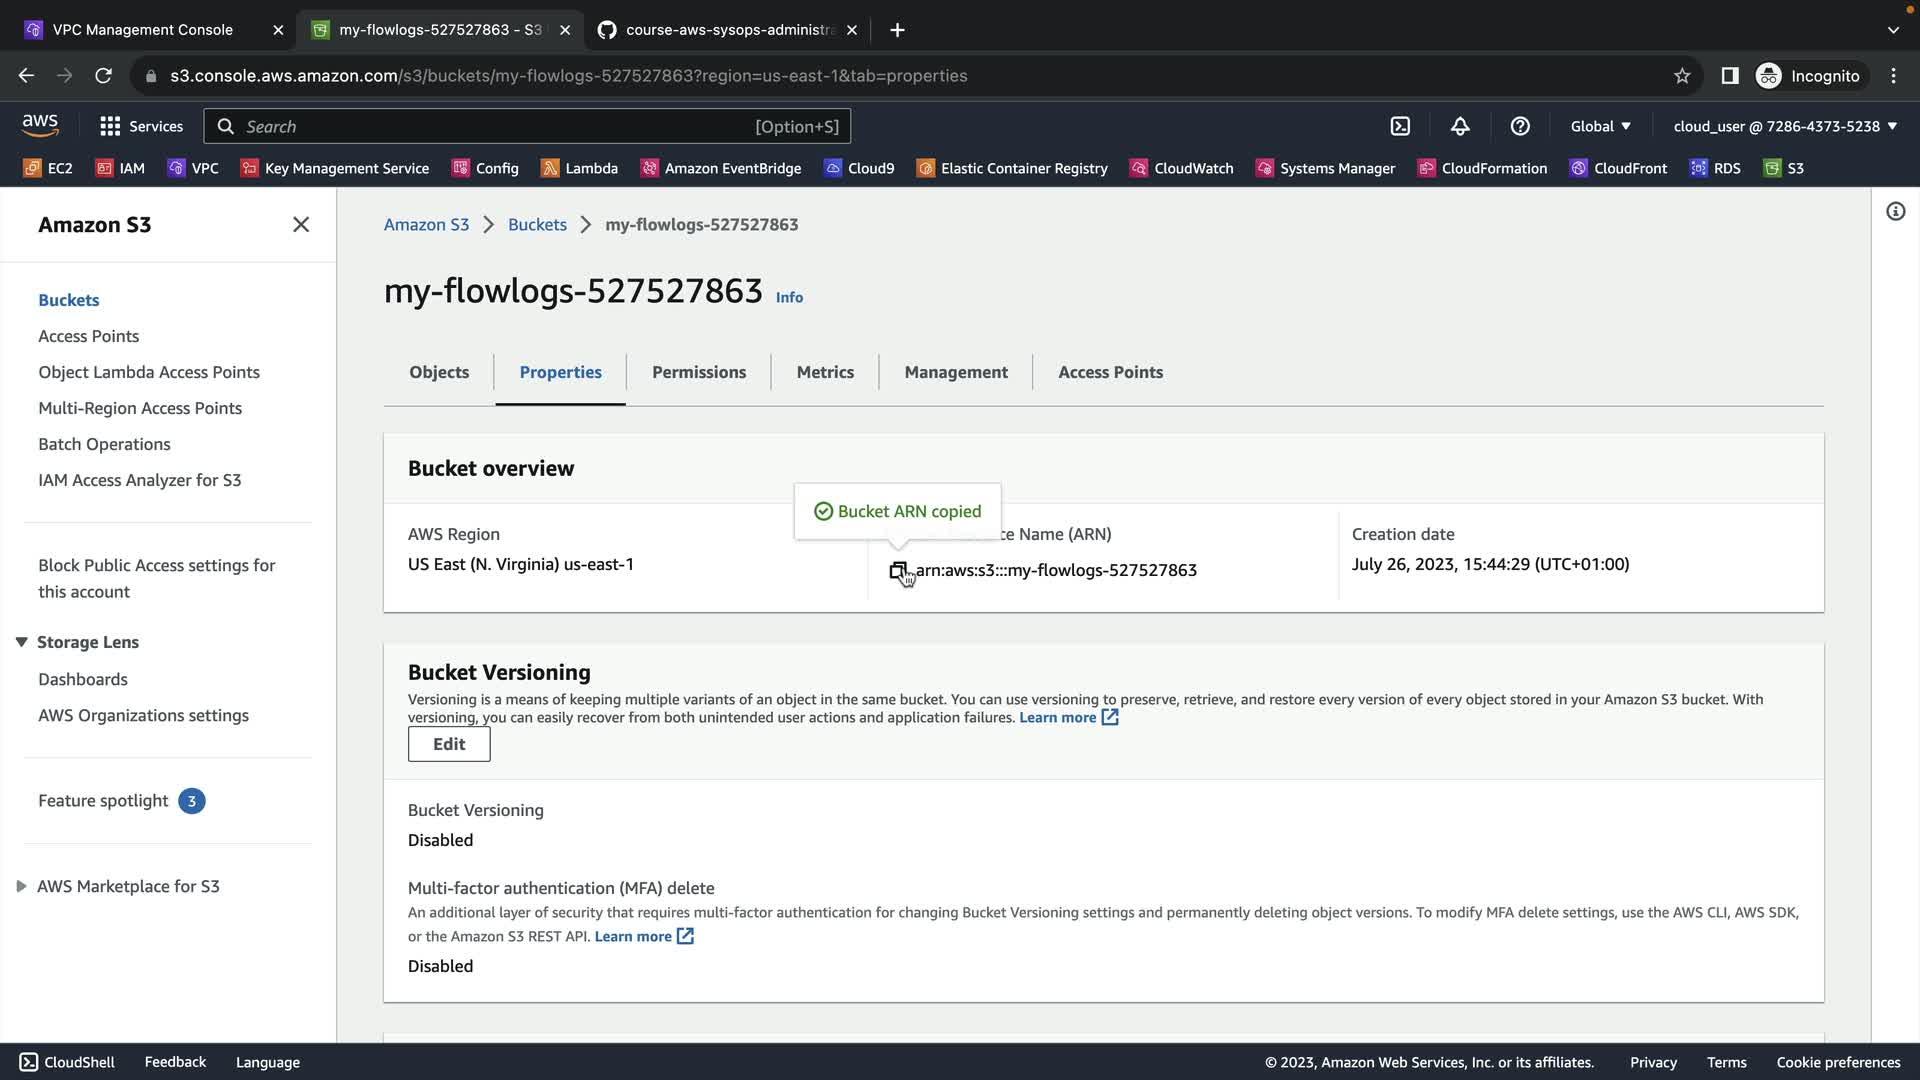 VPC Management Console
my-flowlogs-527527863 - S3
course-aws-sysops-administra
s3.console.aws.amazon.com/s3/buckets/my-flowlogs-527527863?region=us-east-1&tab=properties
Incognito
aws
Services
Search
[Option+S]
Global
cloud_user @ 7286-4373-5238
EC2
IAM
VPC
Key Management Service
Config
Lambda
Amazon EventBridge
Cloud9
Elastic Container Registry
CloudWatch
Systems Manager
CloudFormation
CloudFront
RDS
S3
Amazon S3
Buckets
Access Points
Object Lambda Access Points
Multi-Region Access Points
Batch Operations
IAM Access Analyzer for S3
Block Public Access settings for
this account
Storage Lens
Dashboards
AWS Organizations settings
Feature spotlight 3
AWS Marketplace for S3
Amazon S3 > Buckets > my-flowlogs-527527863
my-flowlogs-527527863 Info
Objects
Properties
Permissions
Metrics
Management
Access Points
Bucket overview
Bucket ARN copied
AWS Region
US East (N. Virginia) us-east-1
ce Name (ARN)
arn:aws:s3:::my-flowlogs-527527863
Creation date
July 26, 2023, 15:44:29 (UTC+01:00)
Bucket Versioning
Versioning is a means of keeping multiple variants of an object in the same bucket. You can use versioning to preserve, retrieve, and restore every version of every object stored in your Amazon S3 bucket. With
versioning, you can easily recover from both unintended user actions and application failures. Learn more
Edit
Bucket Versioning
Disabled
Multi-factor authentication (MFA) delete
An additional layer of security that requires multi-factor authentication for changing Bucket Versioning settings and permanently deleting object versions. To modify MFA delete settings, use the AWS CLI, AWS SDK,
or the Amazon S3 REST API. Learn more
Disabled
CloudShell
Feedback
Language
© 2023, Amazon Web Services, Inc. or its affiliates.
Privacy
Terms
Cookie preferences